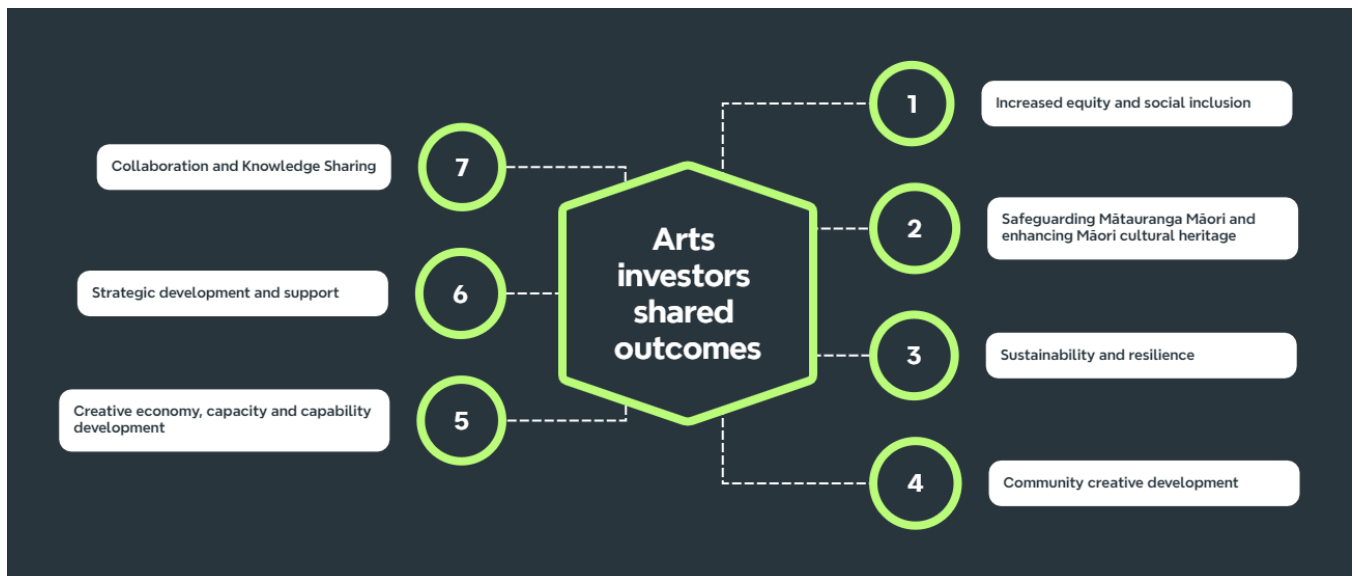 Arts
investors
shared
outcomes
1
Increased equity and social inclusion
2
Safeguarding Mātauranga Māori and
enhancing Māori cultural heritage
3
Sustainability and resilience
4
Community creative development
5
Creative economy, capacity and capability
development
6
Strategic development and support
7
Collaboration and Knowledge Sharing